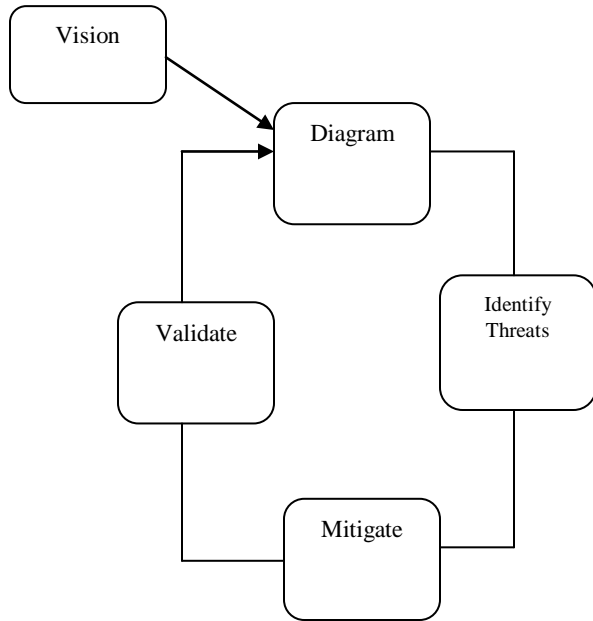 Vision
Diagram
Identify
Threats
Validate
Mitigate